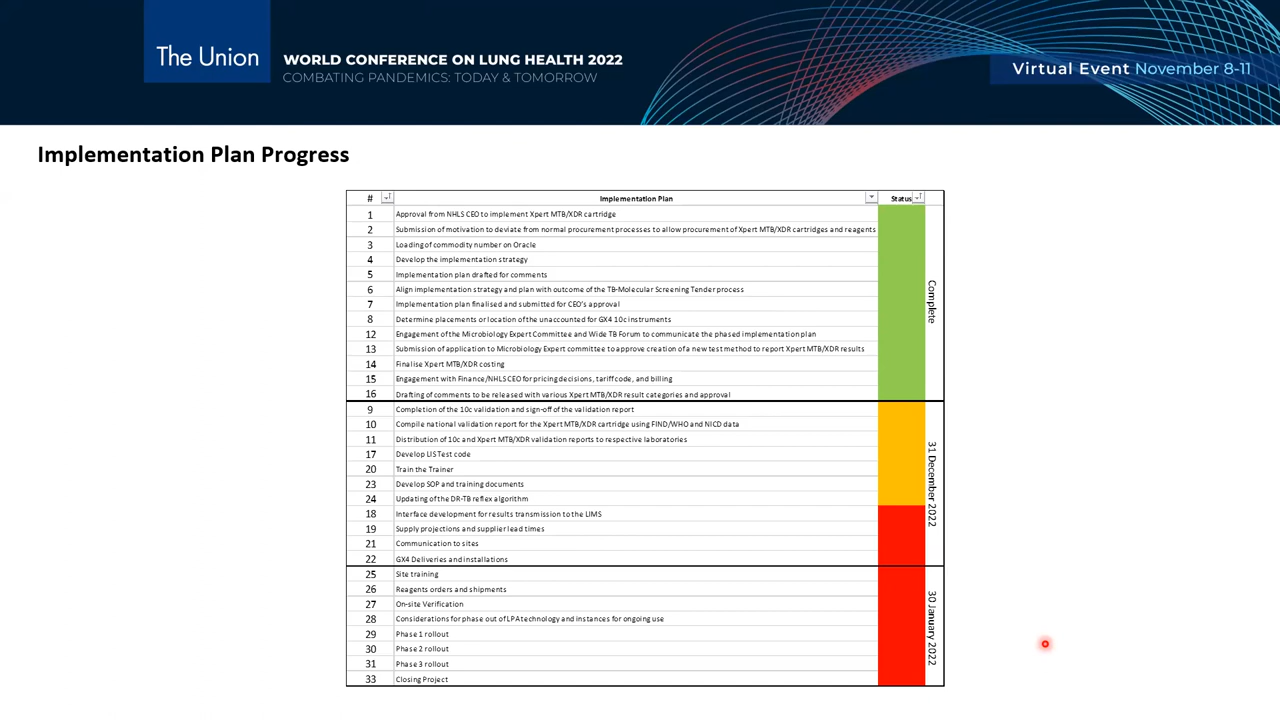 The Union
WORLD CONFERENCE ON LUNG HEALTH 2022
COMBATING PANDEMICS: TODAY & TOMORROW
Virtual Event November 8-11
Implementation Plan Progress
# Implementation Plan Status
1 Approval from NHLS CEO to implement Xpert MTB/XDR cartridge
2 Submission of motivation to deviate from normal procurement processes to allow procurement of Xpert MTB/XDR cartridges and reagents
3 Loading of commodity number on Oracle
4 Develop the implementation strategy
5 Implementation plan drafted for comments
6 Align implementation strategy and plan with outcome of the TB-Molecular Screening Tender process
7 Implementation plan finalised and submitted for CEO's approval
8 Determine placements or location of the unaccounted for GX4 10c instruments
12 Engagement of the Microbiology Expert Committee and Wide TB Forum to communicate the phased implementation plan
13 Submission of application to Microbiology Expert committee to approve creation of a new test method to report Xpert MTB/XDR results
14 Finalise Xpert MTB/XDR costing
15 Engagement with Finance/NHLS CEO for pricing decisions, tariff code, and billing
16 Drafting of comments to be released with various Xpert MTB/XDR result categories and approval
Complete
9 Completion of the 10c validation and sign-off of the validation report
10 Compile national validation report for the Xpert MTB/XDR cartridge using FIND/WHO and NICD data
11 Distribution of 10c and Xpert MTB/XDR validation reports to respective laboratories
17 Develop LIS Test code
20 Train the Trainer
23 Develop SOP and training documents
24 Updating of the DR-TB reflex algorithm
18 Interface development for results transmission to the LIMS
19 Supply projections and supplier lead times
21 Communication to sites
22 GX4 Deliveries and installations
31 December 2022
25 Site training
26 Reagents orders and shipments
27 On-site Verification
28 Considerations for phase out of LPA technology and instances for ongoing use
29 Phase 1 rollout
30 Phase 2 rollout
31 Phase 3 rollout
33 Closing Project
30 January 2022